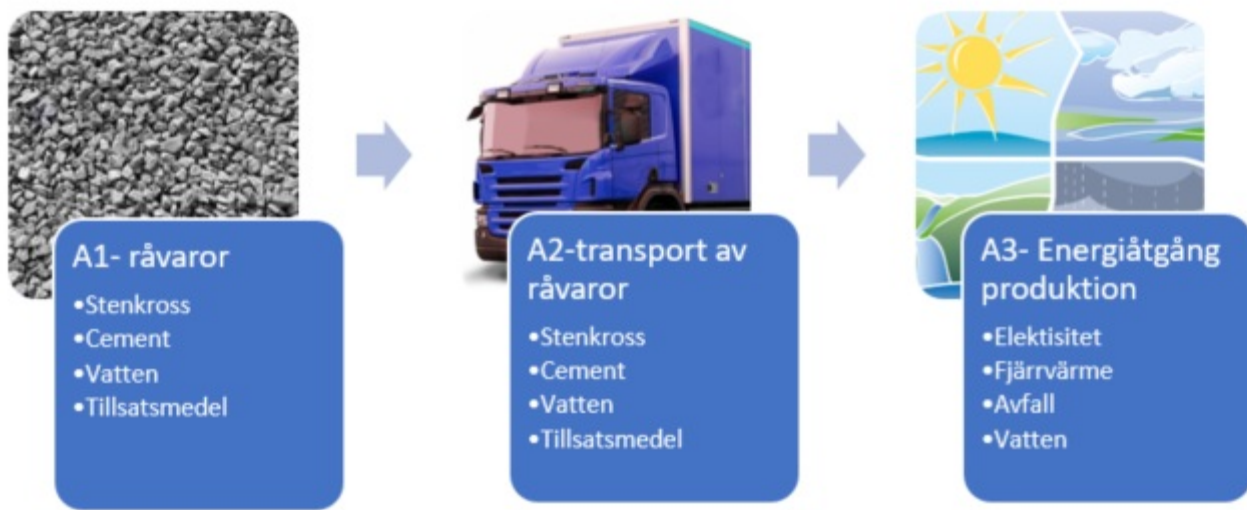 A1- råvaror
•Stenkross
•Cement
•Vatten
•Tillsatsmedel
A2-transport av
råvaror
•Stenkross
•Cement
•Vatten
•Tillsatsmedel
A3- Energiåtgång
produktion
•Elektisitet
•Fjärrvärme
•Avfall
•Vatten